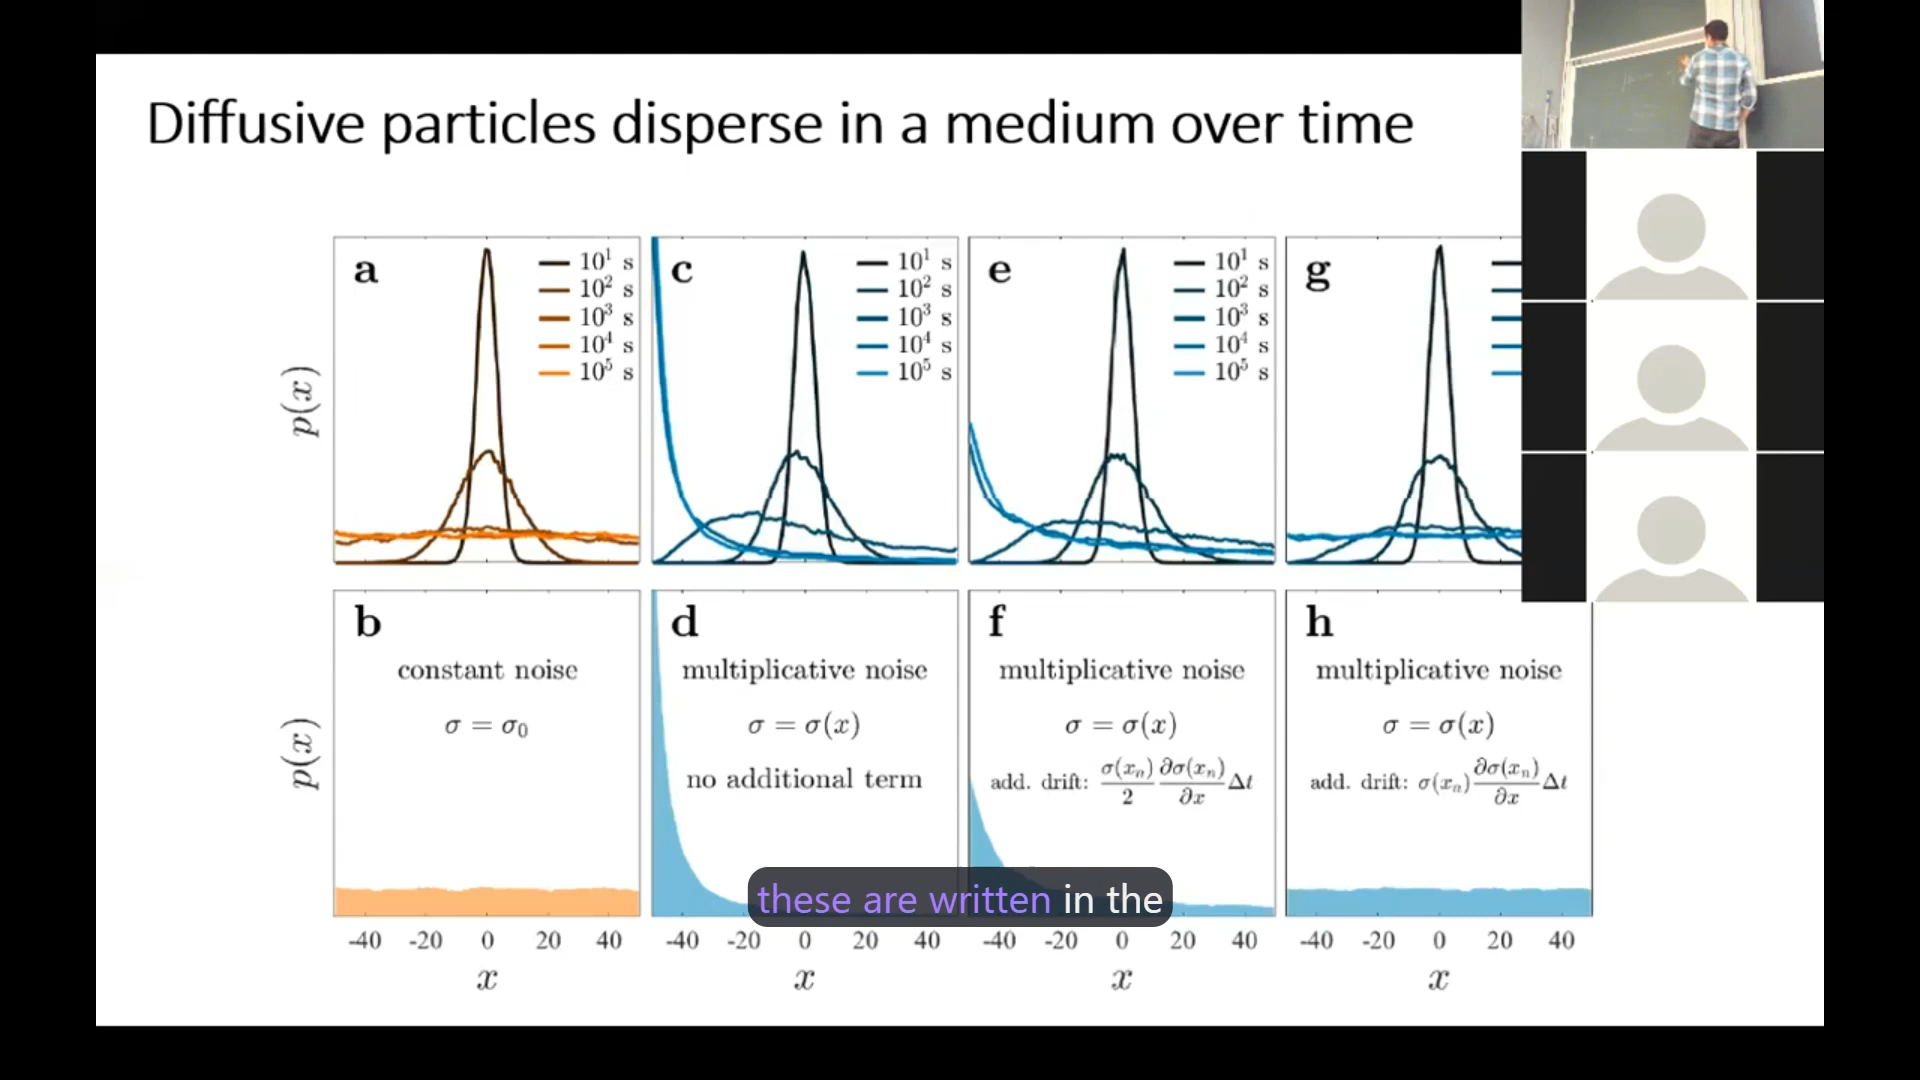 Diffusive particles disperse in a medium over time
a
10¹ s
10² s
10³ s
10⁴ s
10⁵ s
c
10¹ s
10² s
10³ s
10⁴ s
10⁵ s
e
10¹ s
10² s
10³ s
10⁴ s
10⁵ s
g
p(x)
b
constant noise
σ = σ₀
d
multiplicative noise
σ = σ(x)
no additional term
f
multiplicative noise
σ = σ(x)
add. drift: σ(xₙ)/2 ∂σ(xₙ)/∂x Δt
h
multiplicative noise
σ = σ(x)
add. drift: σ(xₙ) ∂σ(xₙ)/∂x Δt
p(x)
these are written in the
-40 -20 0 20 40
-40 -20 0 20 40
-40 -20 0 20 40
-40 -20 0 20 40
x
x
x
x